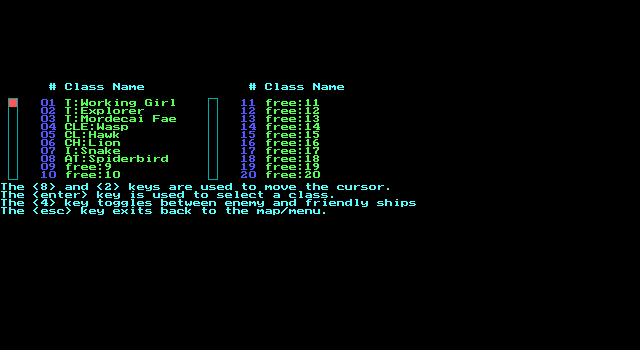 # Class Name # Class Name
01 T:Working Girl 11 free:11
02 T:Explorer 12 free:12
03 T:Mordecai Fae 13 free:13
04 CLE:Wasp 14 free:14
05 CL:Hawk 15 free:15
06 CH:Lion 16 free:16
07 I:Snake 17 free:17
08 AT:Spiderbird 18 free:18
09 free:9 19 free:19
10 free:10 20 free:20
The <8> and <2> keys are used to move the cursor.
The <enter> key is used to select a class.
The <4> key toggles between enemy and friendly ships
The <esc> key exits back to the map/menu.